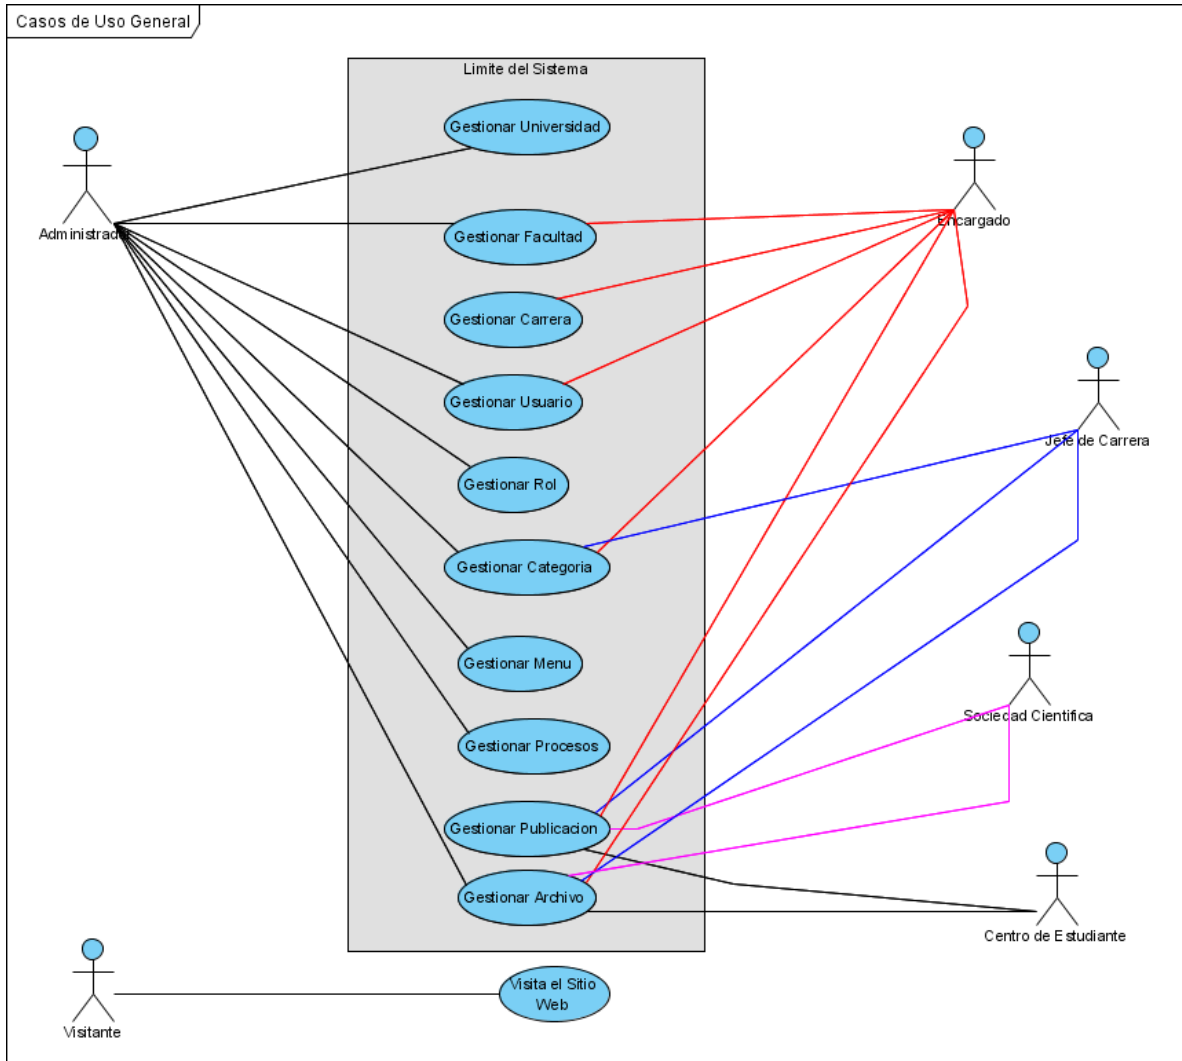 Casos de Uso General
Limite del Sistema
Gestionar Universidad
Administrador
Gestionar Facultad
Encargado
Gestionar Carrera
Gestionar Usuario
Jefe de Carrera
Gestionar Rol
Gestionar Categoria
Gestionar Menu
Sociedad Cientifica
Gestionar Procesos
Gestionar Publicacion
Gestionar Archivo
Centro de Estudiante
Visita el Sitio
Web
Visitante